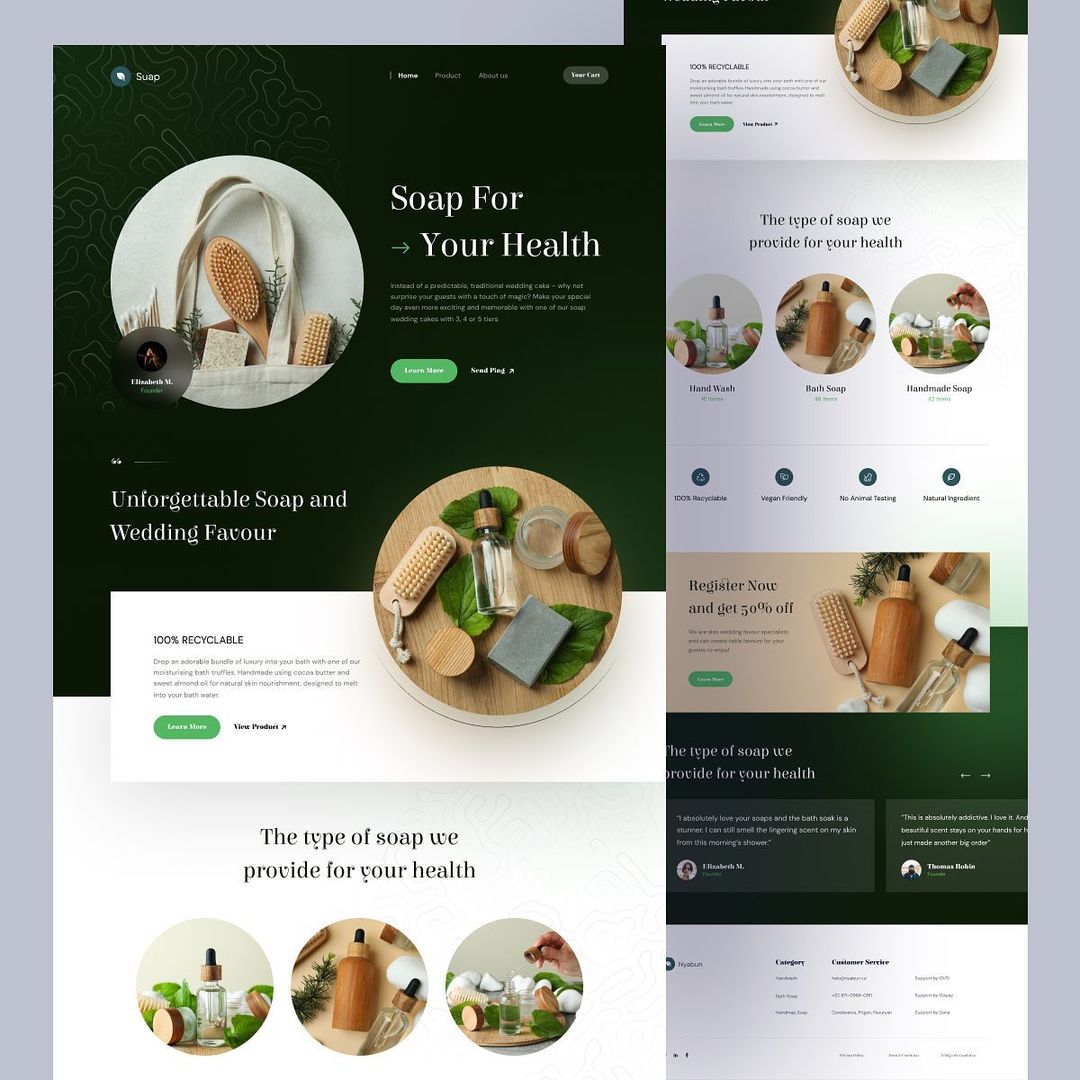 Suap
Home
Product
About us
Your Cart
Soap For
→ Your Health
Instead of a predictable, traditional wedding cake – why not
surprise your guests with a touch of magic? Make your special
day even more exciting and memorable with one of our soap
wedding cakes with 3, 4 or 5 tiers
Learn More
Send Ping ↗
Elizabeth M.
Founder
“
Unforgettable Soap and
Wedding Favour
100% RECYCLABLE
Drop an adorable bundle of luxury into your bath with one of our
moisturising bath truffles. Handmade using cocoa butter and
sweet almond oil for natural skin nourishment, designed to melt
into your bath water.
Learn More
View Product ↗
The type of soap we
provide for your health
Wedding Favour
100% RECYCLABLE
Drop an adorable bundle of luxury into your bath with one of our
moisturising bath truffles. Handmade using cocoa butter and
sweet almond oil for natural skin nourishment, designed to melt
into your bath water.
Learn More
View Product ↗
The type of soap we
provide for your health
Hand Wash
Bath Soap
46 Items
Handmade Soap
42 Items
100% Recyclable
Vegan Friendly
No Animal Testing
Natural Ingredient
Register Now
and get 50% off
We are also wedding favour specialists
and can create table favours for your
guests to enjoy!
Learn More
The type of soap we
provide for your health
← →
“I absolutely love your soaps and the bath soak is a
stunner. I can still smell the lingering scent on my skin
from this morning's shower.”
Elizabeth M.
Founder
“This is absolutely addictive. I love it. And
beautiful scent stays on your hands for h
just made another big order”
Thomas Robin
Founder
Nyabun
Category
Handwash
Bath Soap
Handmap Soap
Customer Service
Support by OVO
Support by Gopay
Privacy Policy